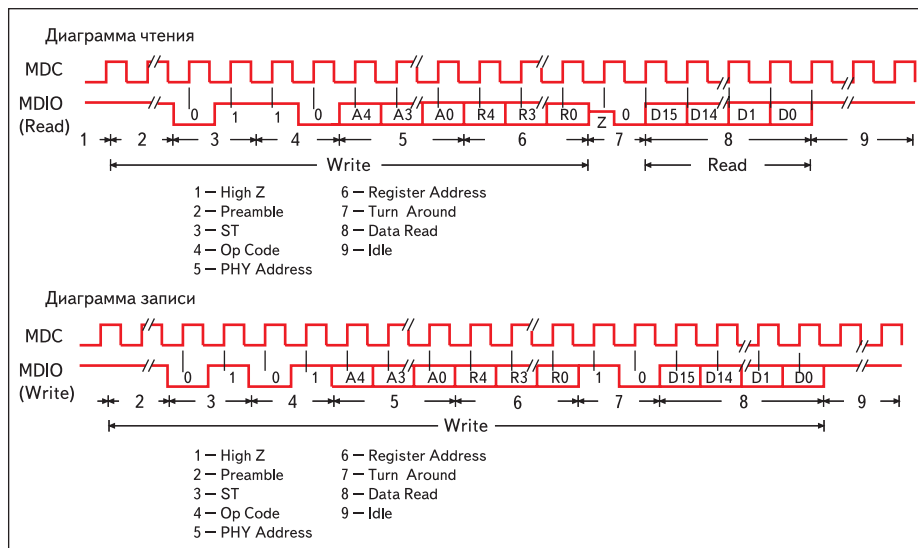 Диаграмма чтения
MDC
MDIO
(Read)
0 1 1 0 A4 A3 A0 R4 R3 R0 Z 0 D15 D14 D1 D0
1 2 3 4 5 6 7 8 9
Write Read
1 — High Z
2 — Preamble
3 — ST
4 — Op Code
5 — PHY Address
6 — Register Address
7 — Turn Around
8 — Data Read
9 — Idle
Диаграмма записи
MDC
MDIO
(Write)
0 1 0 1 A4 A3 A0 R4 R3 R0 1 0 D15 D14 D1 D0
2 3 4 5 6 7 8 9
Write
1 — High Z
2 — Preamble
3 — ST
4 — Op Code
5 — PHY Address
6 — Register Address
7 — Turn Around
8 — Data Read
9 — Idle